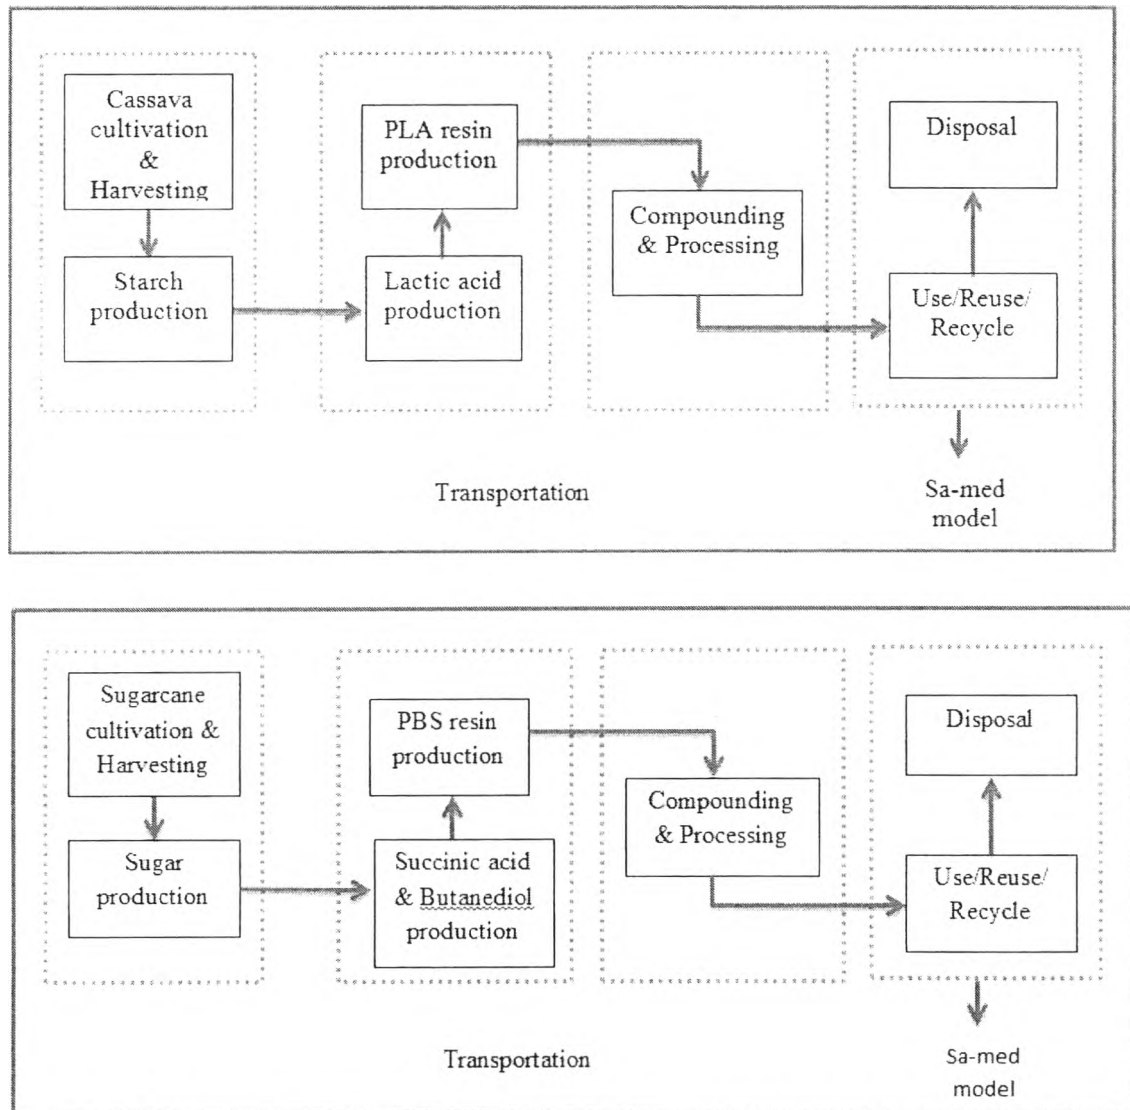 Cassava
cultivation
&
Harvesting
Starch
production
PLA resin
production
Lactic acid
production
Compounding
& Processing
Disposal
Use/Reuse/
Recycle
Transportation
Sa-med
model
Sugarcane
cultivation &
Harvesting
Sugar
production
PBS resin
production
Succinic acid
& Butanediol
production
Compounding
& Processing
Disposal
Use/Reuse/
Recycle
Transportation
Sa-med
model